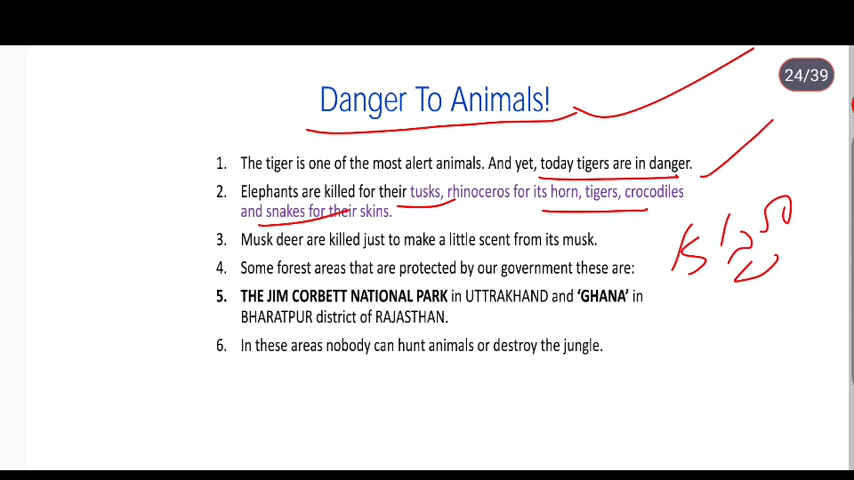 24/39
Danger To Animals!
1. The tiger is one of the most alert animals. And yet, today tigers are in danger.
2. Elephants are killed for their tusks, rhinoceros for its horn, tigers, crocodiles
and snakes for their skins.
3. Musk deer are killed just to make a little scent from its musk.
4. Some forest areas that are protected by our government these are:
5. THE JIM CORBETT NATIONAL PARK in UTTRAKHAND and ‘GHANA’ in
BHARATPUR district of RAJASTHAN.
6. In these areas nobody can hunt animals or destroy the jungle.